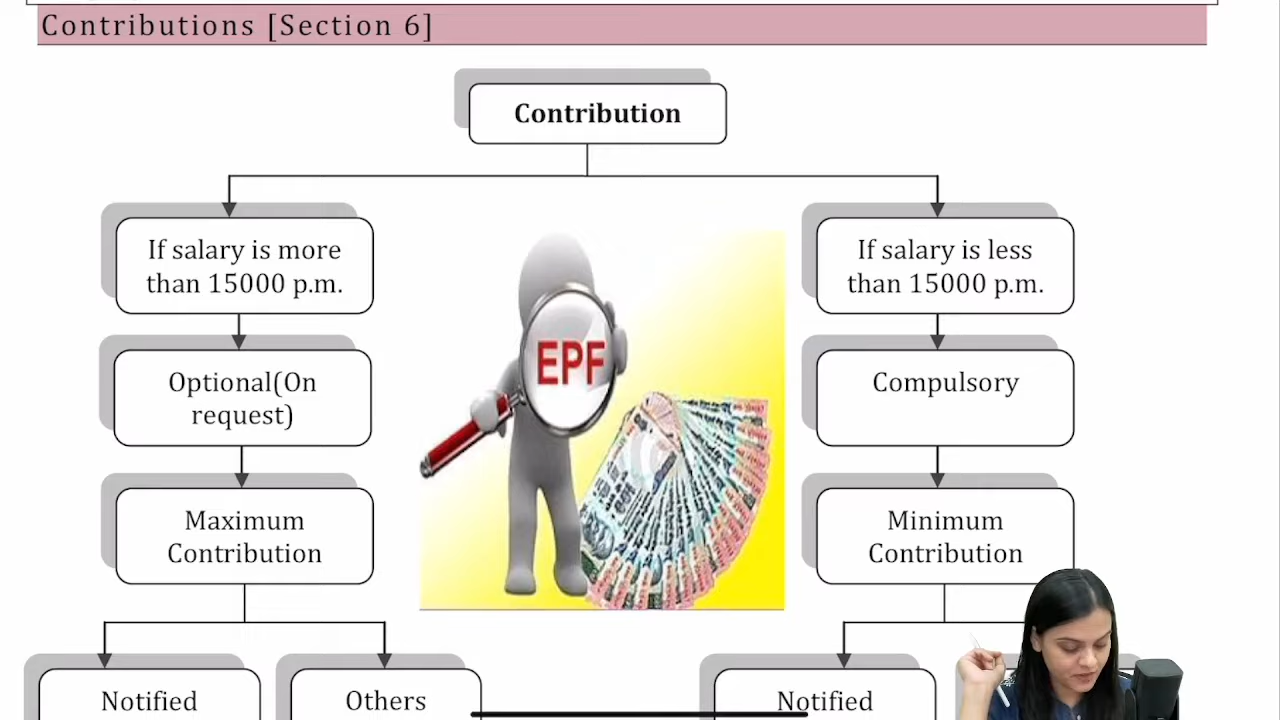 Contributions [Section 6]
Contribution
If salary is more
than 15000 p.m.
If salary is less
than 15000 p.m.
EPF
Optional(On
request)
Compulsory
Maximum
Contribution
Minimum
Contribution
Notified
Others
Notified